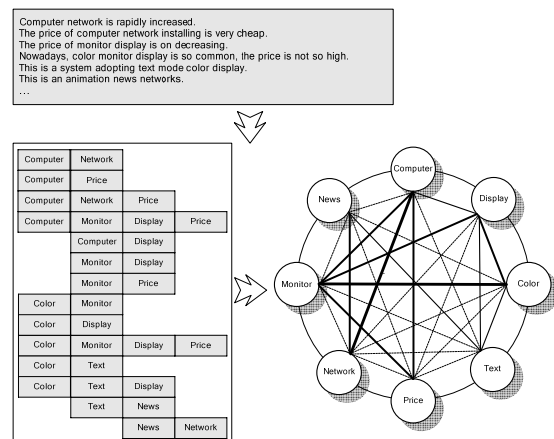 Computer network is rapidly increased.
The price of computer network installing is very cheap.
The price of monitor display is on decreasing.
Nowadays, color monitor display is so common, the price is not so high.
This is a system adopting text mode color display.
This is an animation news networks.
...
Computer Network
Computer Price
Computer Network Price
Computer Monitor Display Price
Computer Display
Monitor Display
Monitor Price
Color Monitor
Color Display
Color Monitor Display Price
Color Text
Color Text Display
Text News
News Network
Computer
News
Display
Monitor
Color
Network
Text
Price